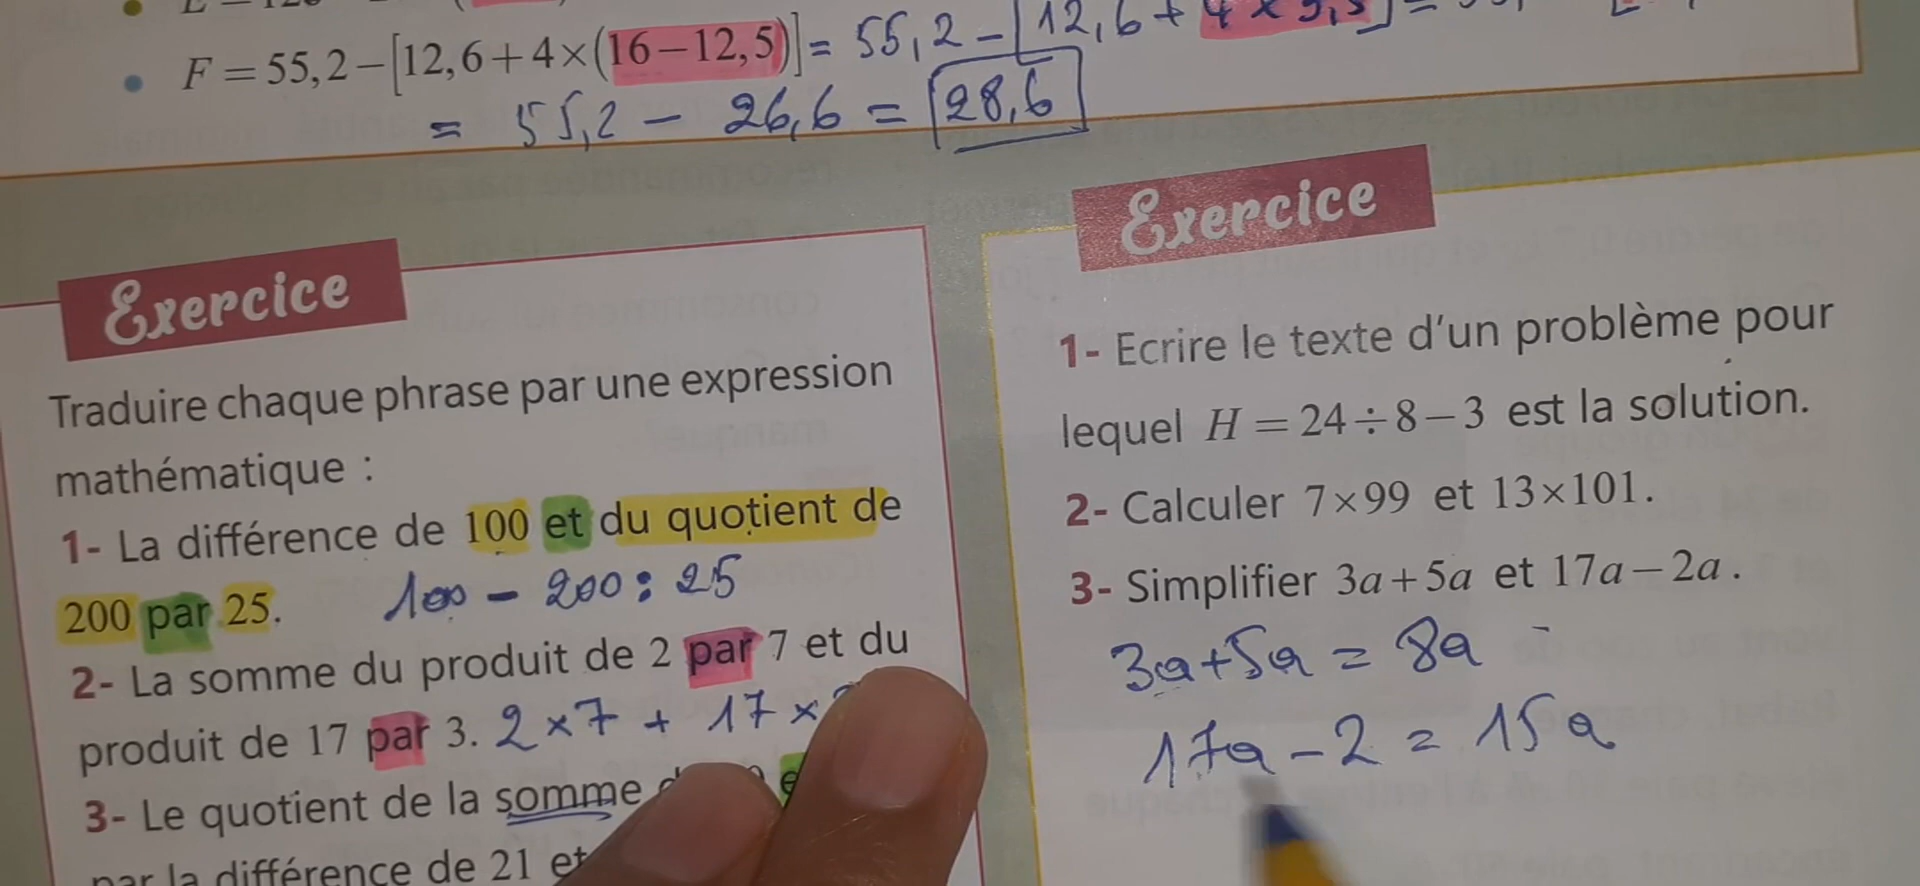 F = 55,2 − [12,6 + 4 × (16 − 12,5)] = 55,2 − [12,6 +
= 55,2 − 26,6 = 28,6
Exercice
Traduire chaque phrase par une expression
mathématique :
1- La différence de 100 et du quotient de
200 par 25. 100 - 200 : 25
2- La somme du produit de 2 par 7 et du
produit de 17 par 3. 2 × 7 + 17 ×
3- Le quotient de la somme
par la différence de 21 et
Exercice
1- Ecrire le texte d'un problème pour
lequel H = 24 ÷ 8 − 3 est la solution.
2- Calculer 7×99 et 13×101.
3- Simplifier 3a+5a et 17a−2a.
3a+5a = 8a
17a - 2 = 15a